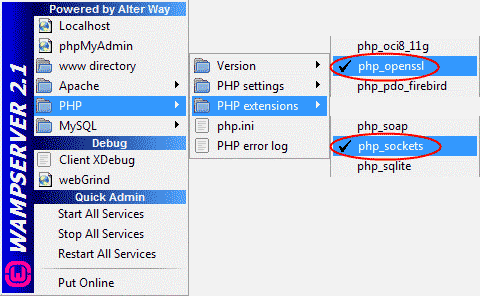 WAMPSERVER 2.1
Powered by Alter Way
Localhost
phpMyAdmin
www directory
Apache
PHP
MySQL
Debug
Client XDebug
webGrind
Quick Admin
Start All Services
Stop All Services
Restart All Services
Put Online
Version
PHP settings
PHP extensions
php.ini
PHP error log
php_oci8_11g
php_openssl
php_pdo_firebird
php_soap
php_sockets
php_sqlite